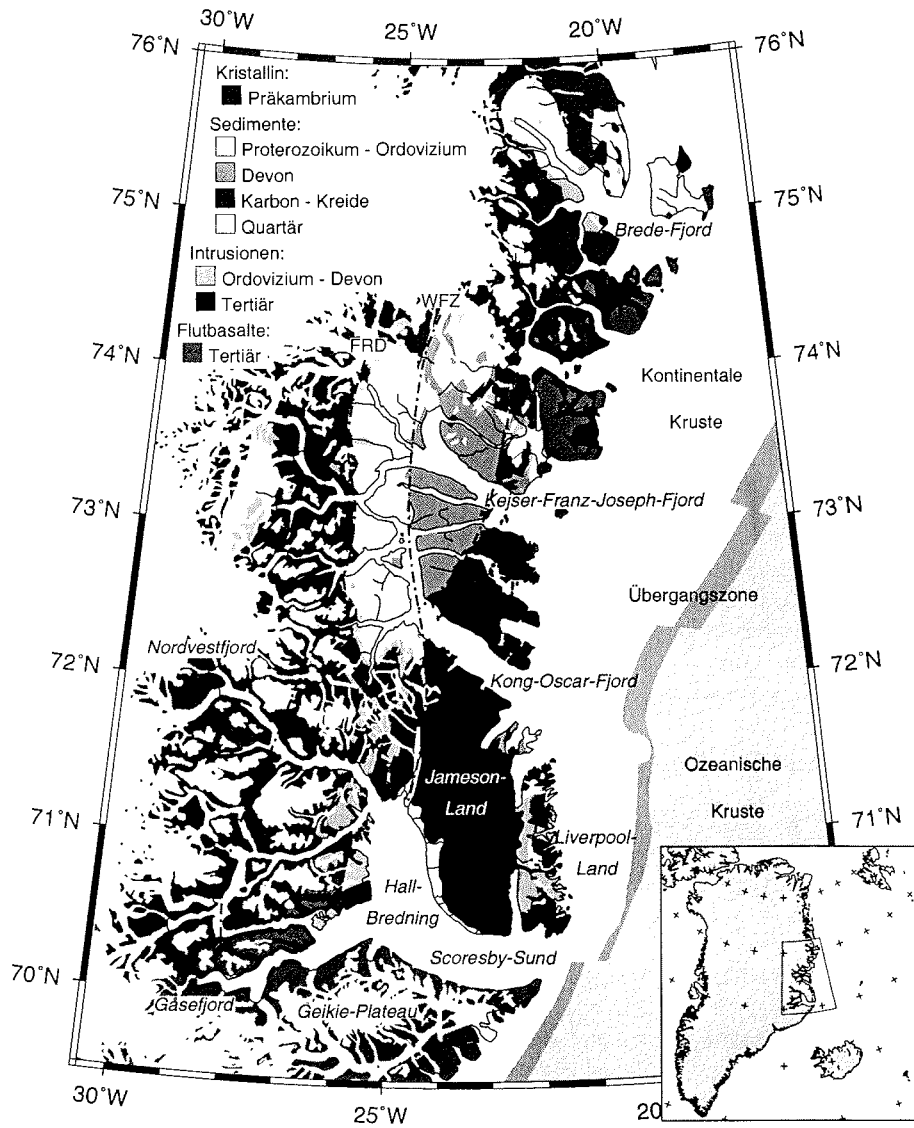 30°W
25°W
20°W
76°N
76°N
Kristallin:
Präkambrium
Sedimente:
Proterozoikum - Ordovizium
Devon
Karbon - Kreide
Quartär
Intrusionen:
Ordovizium - Devon
Tertiär
Flutbasalte:
Tertiär
75°N
75°N
Brede-Fjord
WFZ
FRD
74°N
74°N
Kontinentale
Kruste
Kejser-Franz-Joseph-Fjord
73°N
73°N
Übergangszone
Nordvestfjord
72°N
72°N
Kong-Oscar-Fjord
Jameson-
Land
Ozeanische
Kruste
71°N
71°N
Liverpool-
Land
Hall-
Bredning
Scoresby-Sund
70°N
Gåsefjord
Geikie-Plateau
30°W
25°W
20